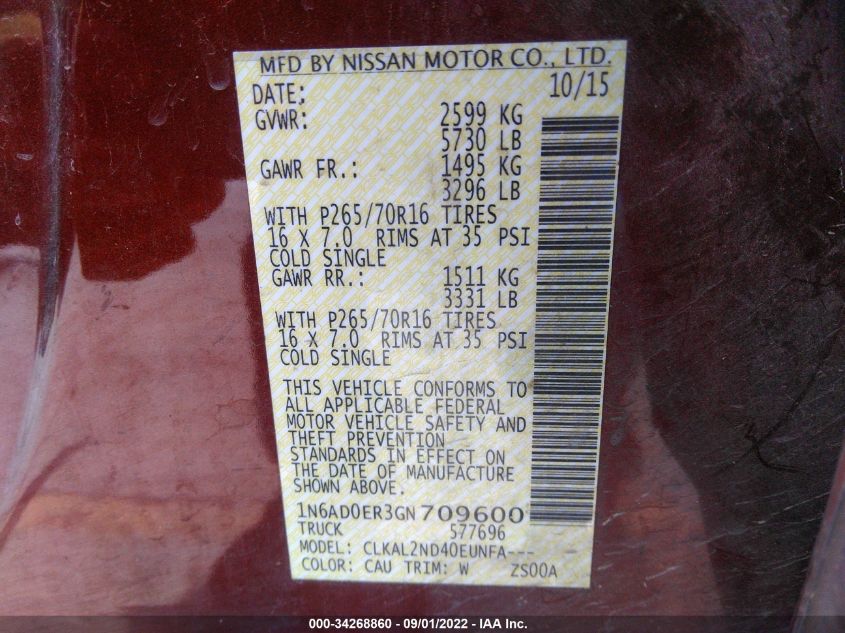 MFD BY NISSAN MOTOR CO., LTD.
DATE: 10/15
GVWR: 2599 KG
5730 LB
GAWR FR.: 1495 KG
3296 LB
WITH P265/70R16 TIRES
16 X 7.0 RIMS AT 35 PSI
COLD SINGLE
GAWR RR.: 1511 KG
3331 LB
WITH P265/70R16 TIRES
16 X 7.0 RIMS AT 35 PSI
COLD SINGLE
THIS VEHICLE CONFORMS TO
ALL APPLICABLE FEDERAL
MOTOR VEHICLE SAFETY AND
THEFT PREVENTION
STANDARDS IN EFFECT ON
THE DATE OF MANUFACTURE
SHOWN ABOVE.
1N6AD0ER3GN709600
TRUCK 577696
MODEL: CLKAL2ND40EUNFA--- -
COLOR: CAU TRIM: W ZS00A
000-34268860 - 09/01/2022 - IAA Inc.